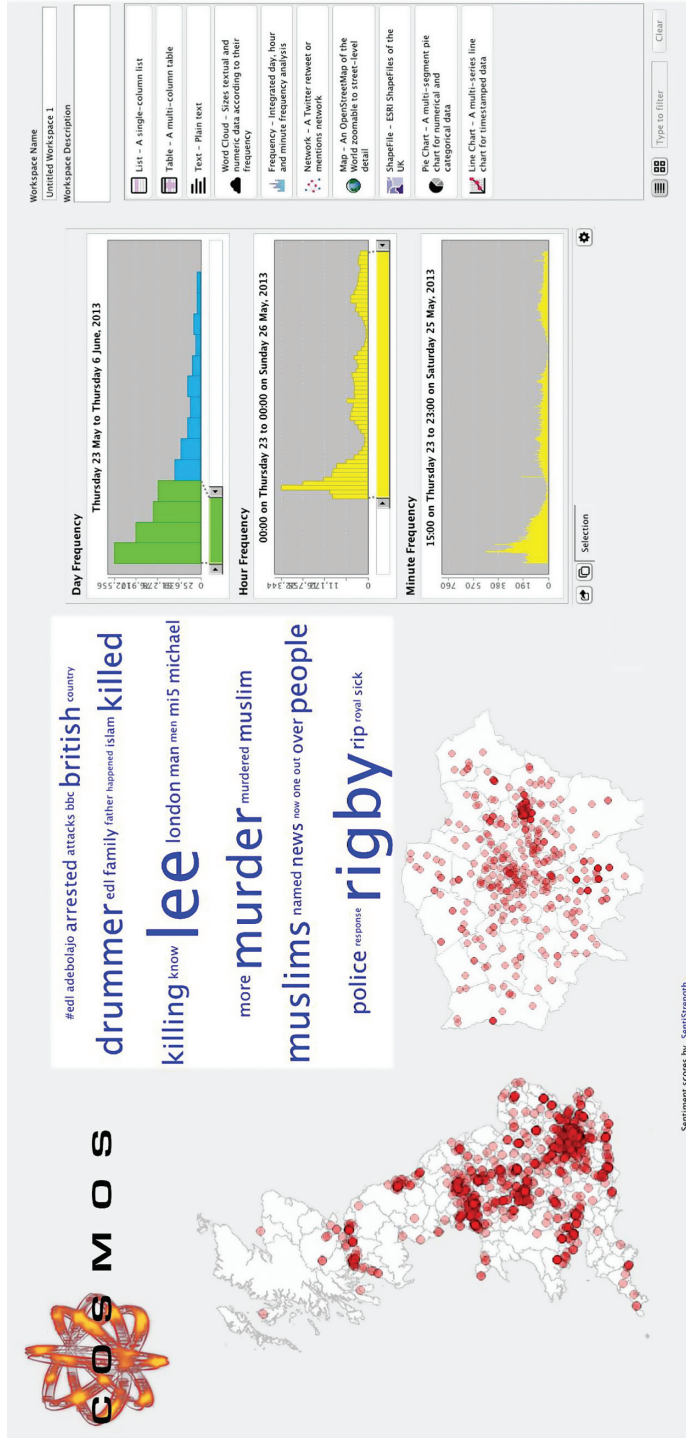 COSMOS
#edl adebolajo arrested attacks bbc british country
drummer edl family father happened islam killed
killing know lee london man men mi5 michael
more murder murdered muslim
muslims named news now one out over people
police response rigby rip royal sick
Day Frequency
Thursday 23 May to Thursday 6 June, 2013
0
Hour Frequency
00:00 on Thursday 23 to 00:00 on Sunday 26 May, 2013
0
Minute Frequency
15:00 on Thursday 23 to 23:00 on Saturday 25 May, 2013
760
570
380
190
0
Selection
Workspace Name
Untitled Workspace 1
Workspace Description
List - A single-column list
Table - A multi-column table
Text - Plain text
Word Cloud - Sizes textual and
numeric data according to their
frequency
Frequency - Integrated day, hour
and minute frequency analysis
Network - A Twitter retweet or
mentions network
Map - An OpenStreetMap of the
World zoomable to street-level
detail
ShapeFile - ESRI ShapeFiles of the
UK
Pie Chart - A multi-segment pie
chart for numerical and
categorical data
Line Chart - A multi-series line
chart for timestamped data
Type to filter
Clear
Sentiment scores by SentiStrength